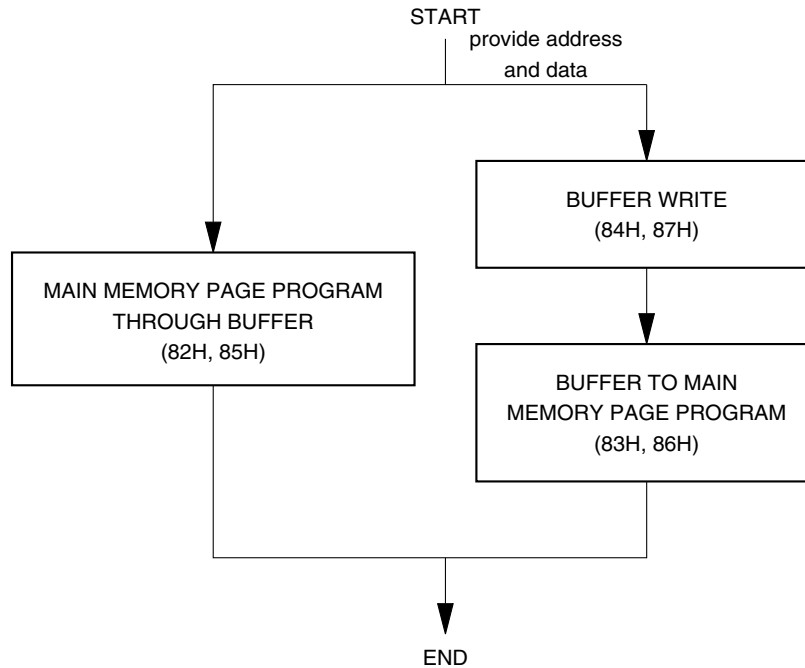 START
provide address
and data
BUFFER WRITE
(84H, 87H)
MAIN MEMORY PAGE PROGRAM
THROUGH BUFFER
(82H, 85H)
BUFFER TO MAIN
MEMORY PAGE PROGRAM
(83H, 86H)
END